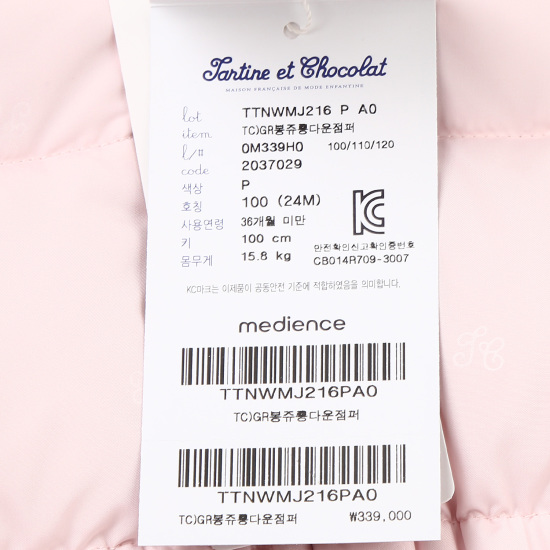 Tartine et Chocolat
MAISON FRANÇAISE DE MODE ENFANTINE
lot TTNWMJ216 P A0
item TC)GR봉쥬룡다운점퍼
l/# 0M339H0 100/110/120
code 2037029
색상 P
호칭 100 (24M)
사용연령 36개월 미만
키 100 cm
몸무게 15.8 kg
안전확인신고확인증번호
CB014R709-3007
KC마크는 이제품이 공통안전 기준에 적합하였음을 의미합니다.
medience
TTNWMJ216PA0
TC)GR봉쥬룡다운점퍼
TTNWMJ216PA0
TC)GR봉쥬룡다운점퍼 ₩339,000